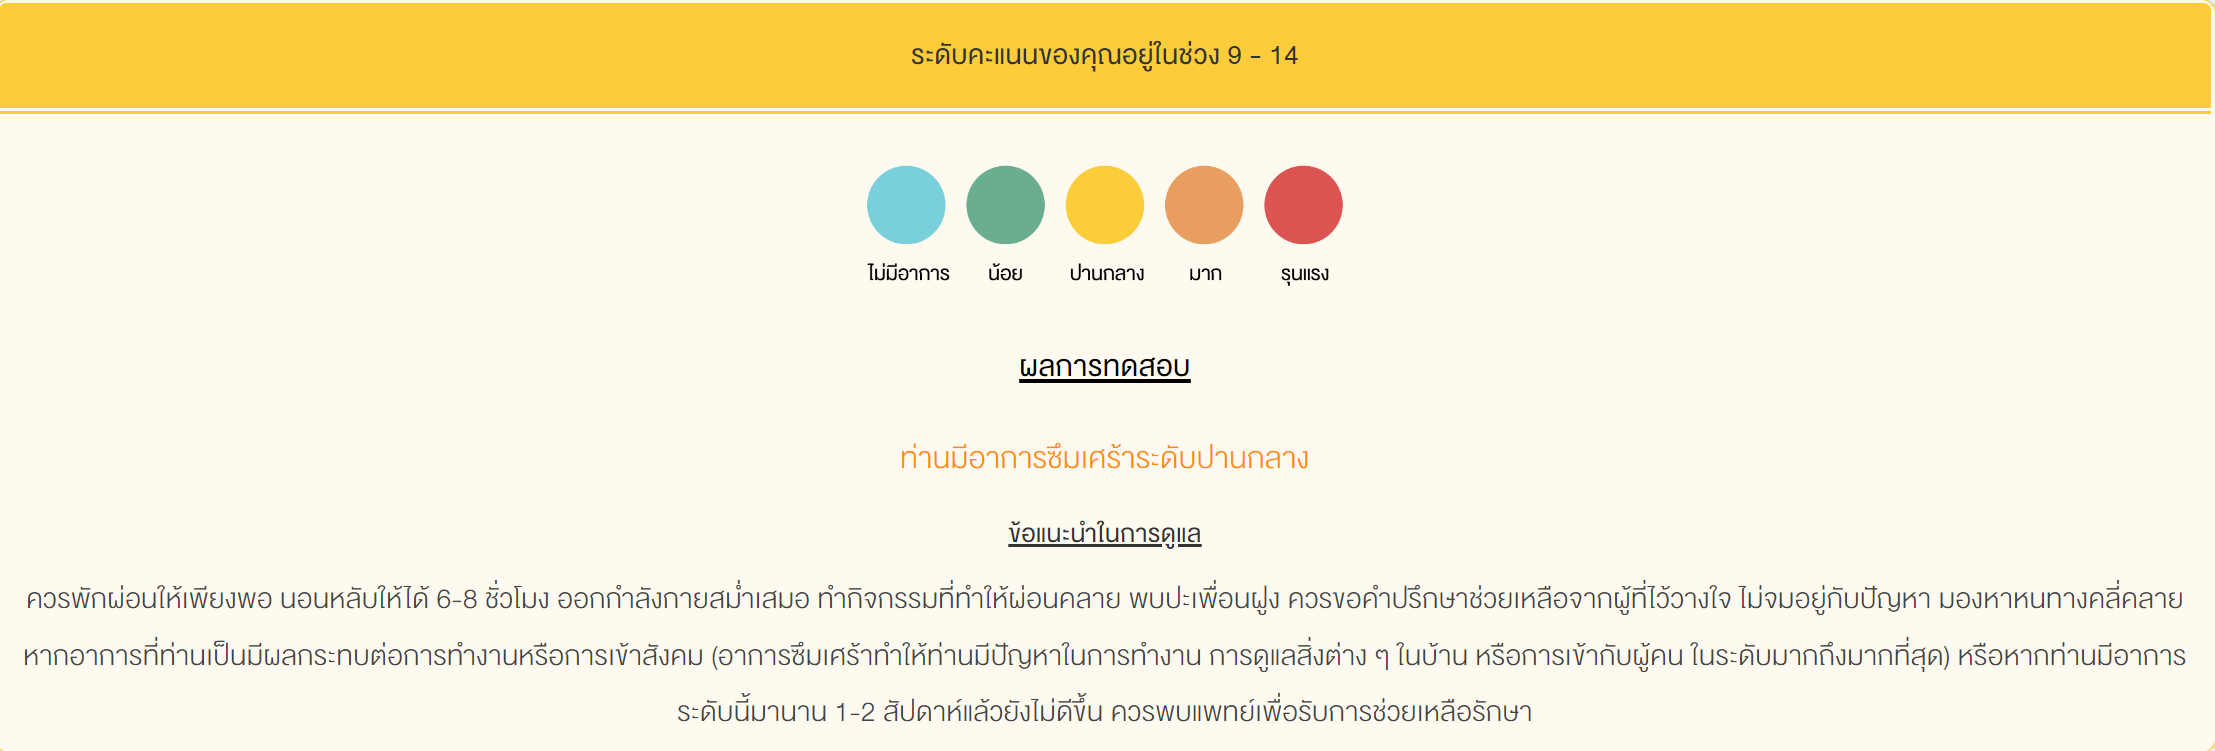 ระดับคะแนนของคุณอยู่ในช่วง 9 - 14
ไม่มีอาการ น้อย ปานกลาง มาก รุนแรง
ผลการทดสอบ
ท่านมีอาการซึมเศร้าระดับปานกลาง
ข้อแนะนำในการดูแล
ควรพักผ่อนให้เพียงพอ นอนหลับให้ได้ 6-8 ชั่วโมง ออกกำลังกายสม่ำเสมอ ทำกิจกรรมที่ทำให้ผ่อนคลาย พบปะเพื่อนฝูง ควรขอคำปรึกษาช่วยเหลือจากผู้ที่ไว้วางใจ ไม่จมอยู่กับปัญหา มองหาหนทางคลี่คลาย
หากอาการที่ท่านเป็นมีผลกระทบต่อการทำงานหรือการเข้าสังคม (อาการซึมเศร้าทำให้ท่านมีปัญหาในการทำงาน การดูแลสิ่งต่าง ๆ ในบ้าน หรือการเข้ากับผู้คน ในระดับมากถึงมากที่สุด) หรือหากท่านมีอาการ
ระดับนี้มานาน 1-2 สัปดาห์แล้วยังไม่ดีขึ้น ควรพบแพทย์เพื่อรับการช่วยเหลือรักษา